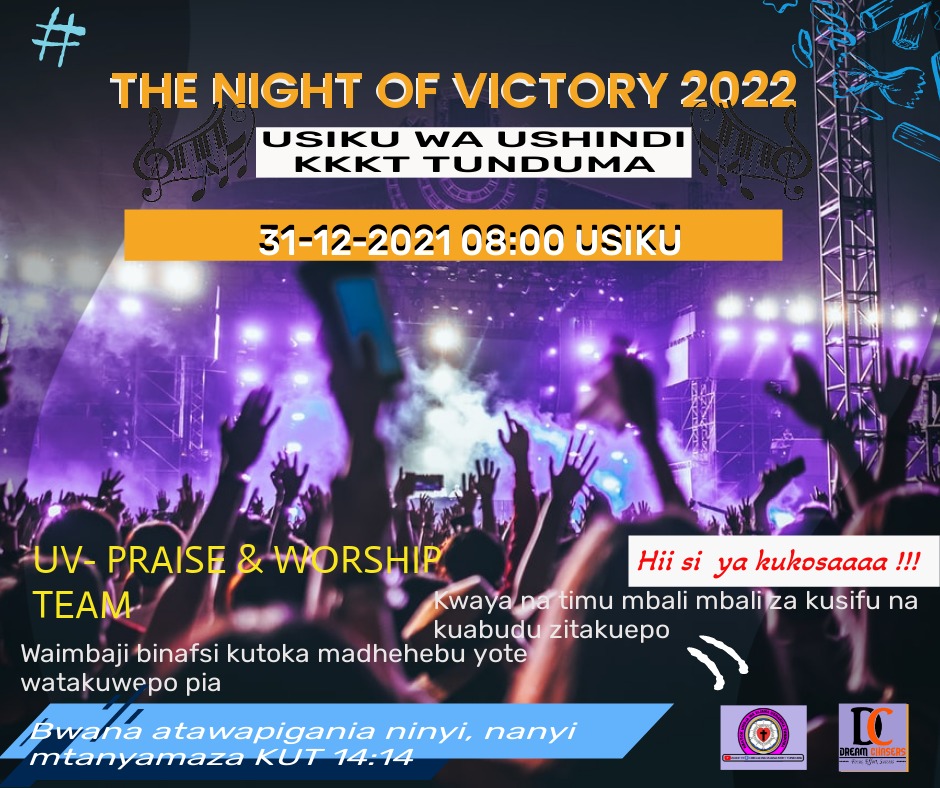 #
THE NIGHT OF VICTORY 2022
USIKU WA USHINDI
KKKT TUNDUMA
31-12-2021 08:00 USIKU
UV- PRAISE & WORSHIP
TEAM
Hii si ya kukosaaaa !!!
Kwaya na timu mbali mbali za kusifu na
kuabudu zitakuepo
Waimbaji binafsi kutoka madhehebu yote
watakuwepo pia
Bwana atawapigania ninyi, nanyi
mtanyamaza KUT 14:14
DC
DREAM CHASERS